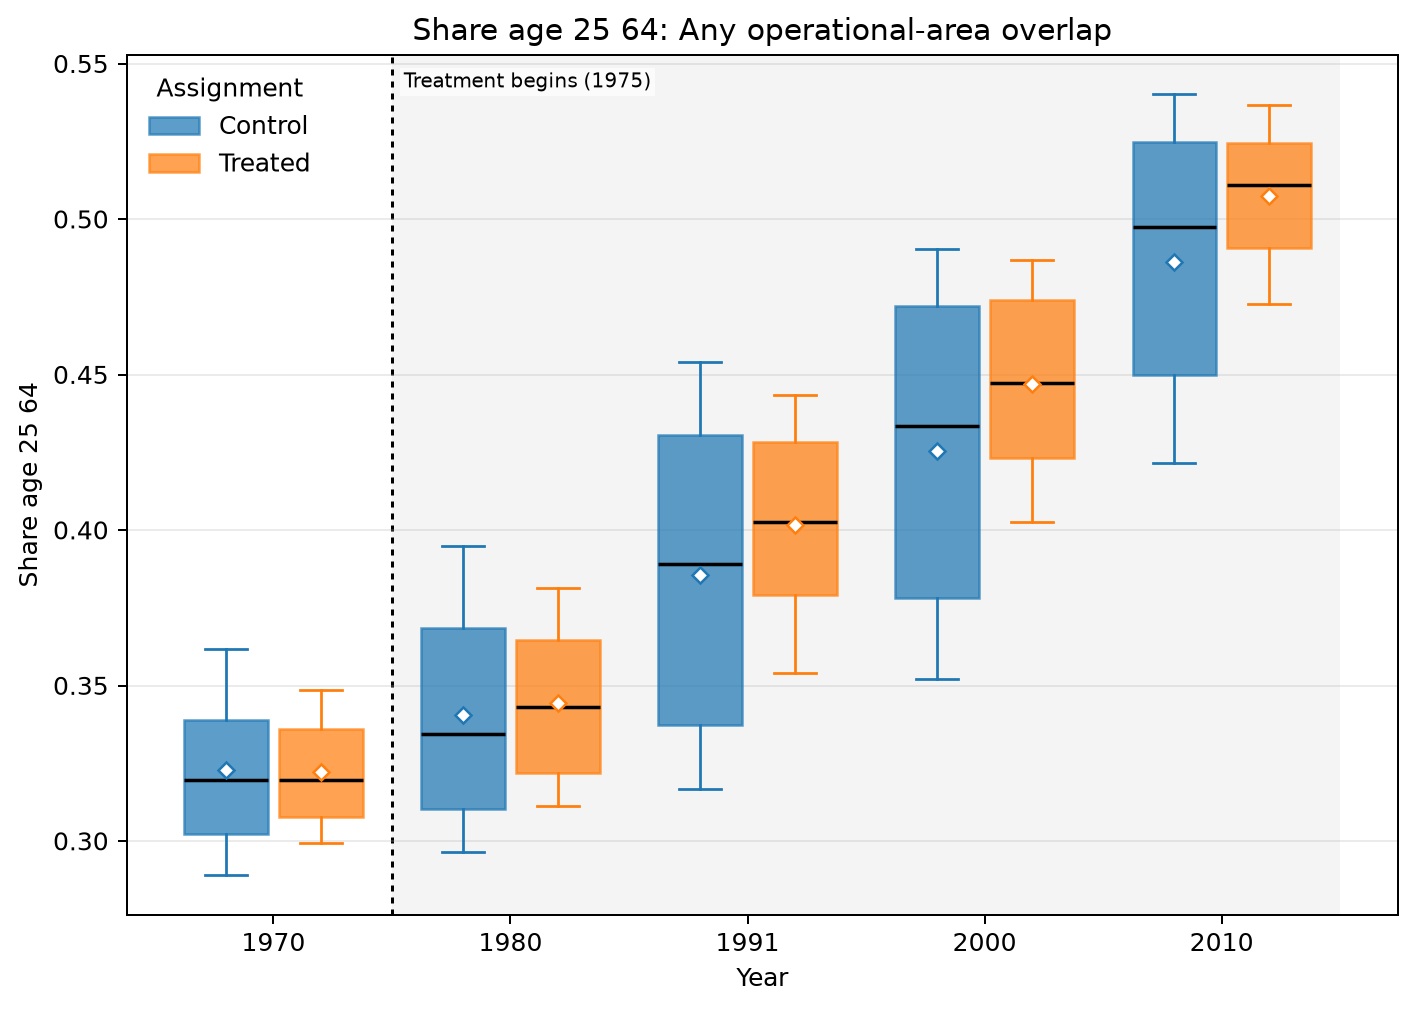 Share age 25 64: Any operational-area overlap
Assignment
Control
Treated
Treatment begins (1975)
Share age 25 64
0.55
0.50
0.45
0.40
0.35
0.30
1970 1980 1991 2000 2010
Year